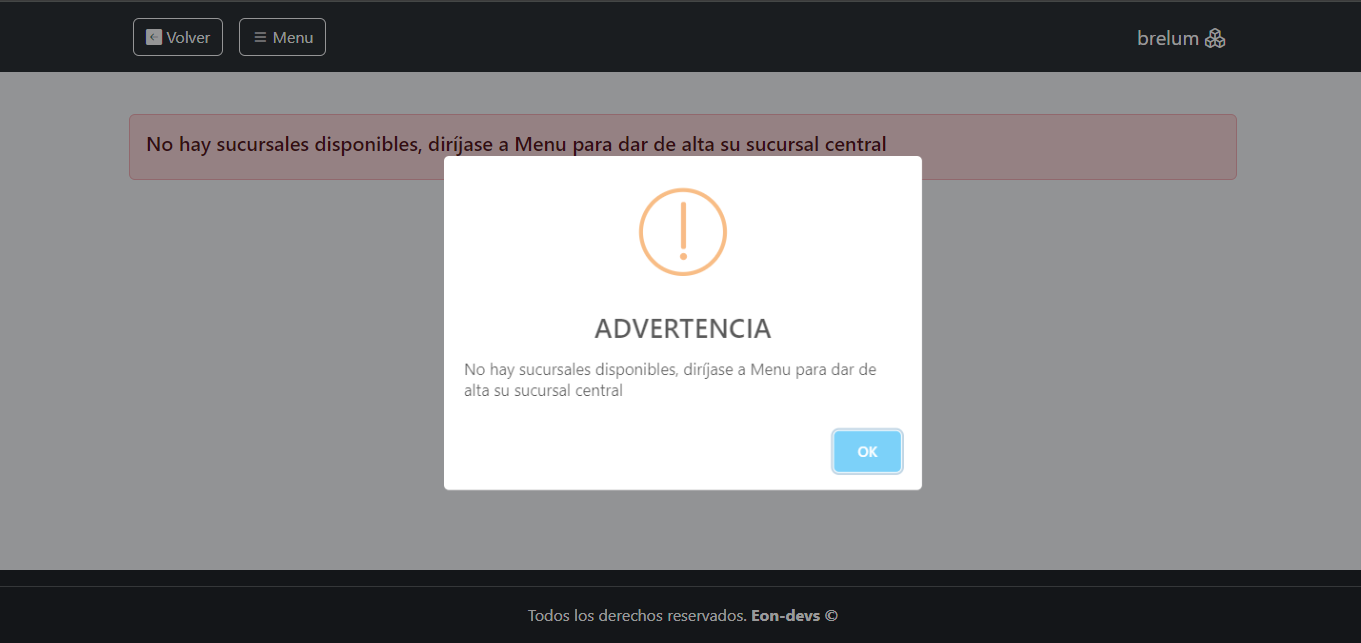 Volver
Menu
brelum
No hay sucursales disponibles, diríjase a Menu para dar de alta su sucursal central
ADVERTENCIA
No hay sucursales disponibles, diríjase a Menu para dar de
alta su sucursal central
OK
Todos los derechos reservados. Eon-devs ©